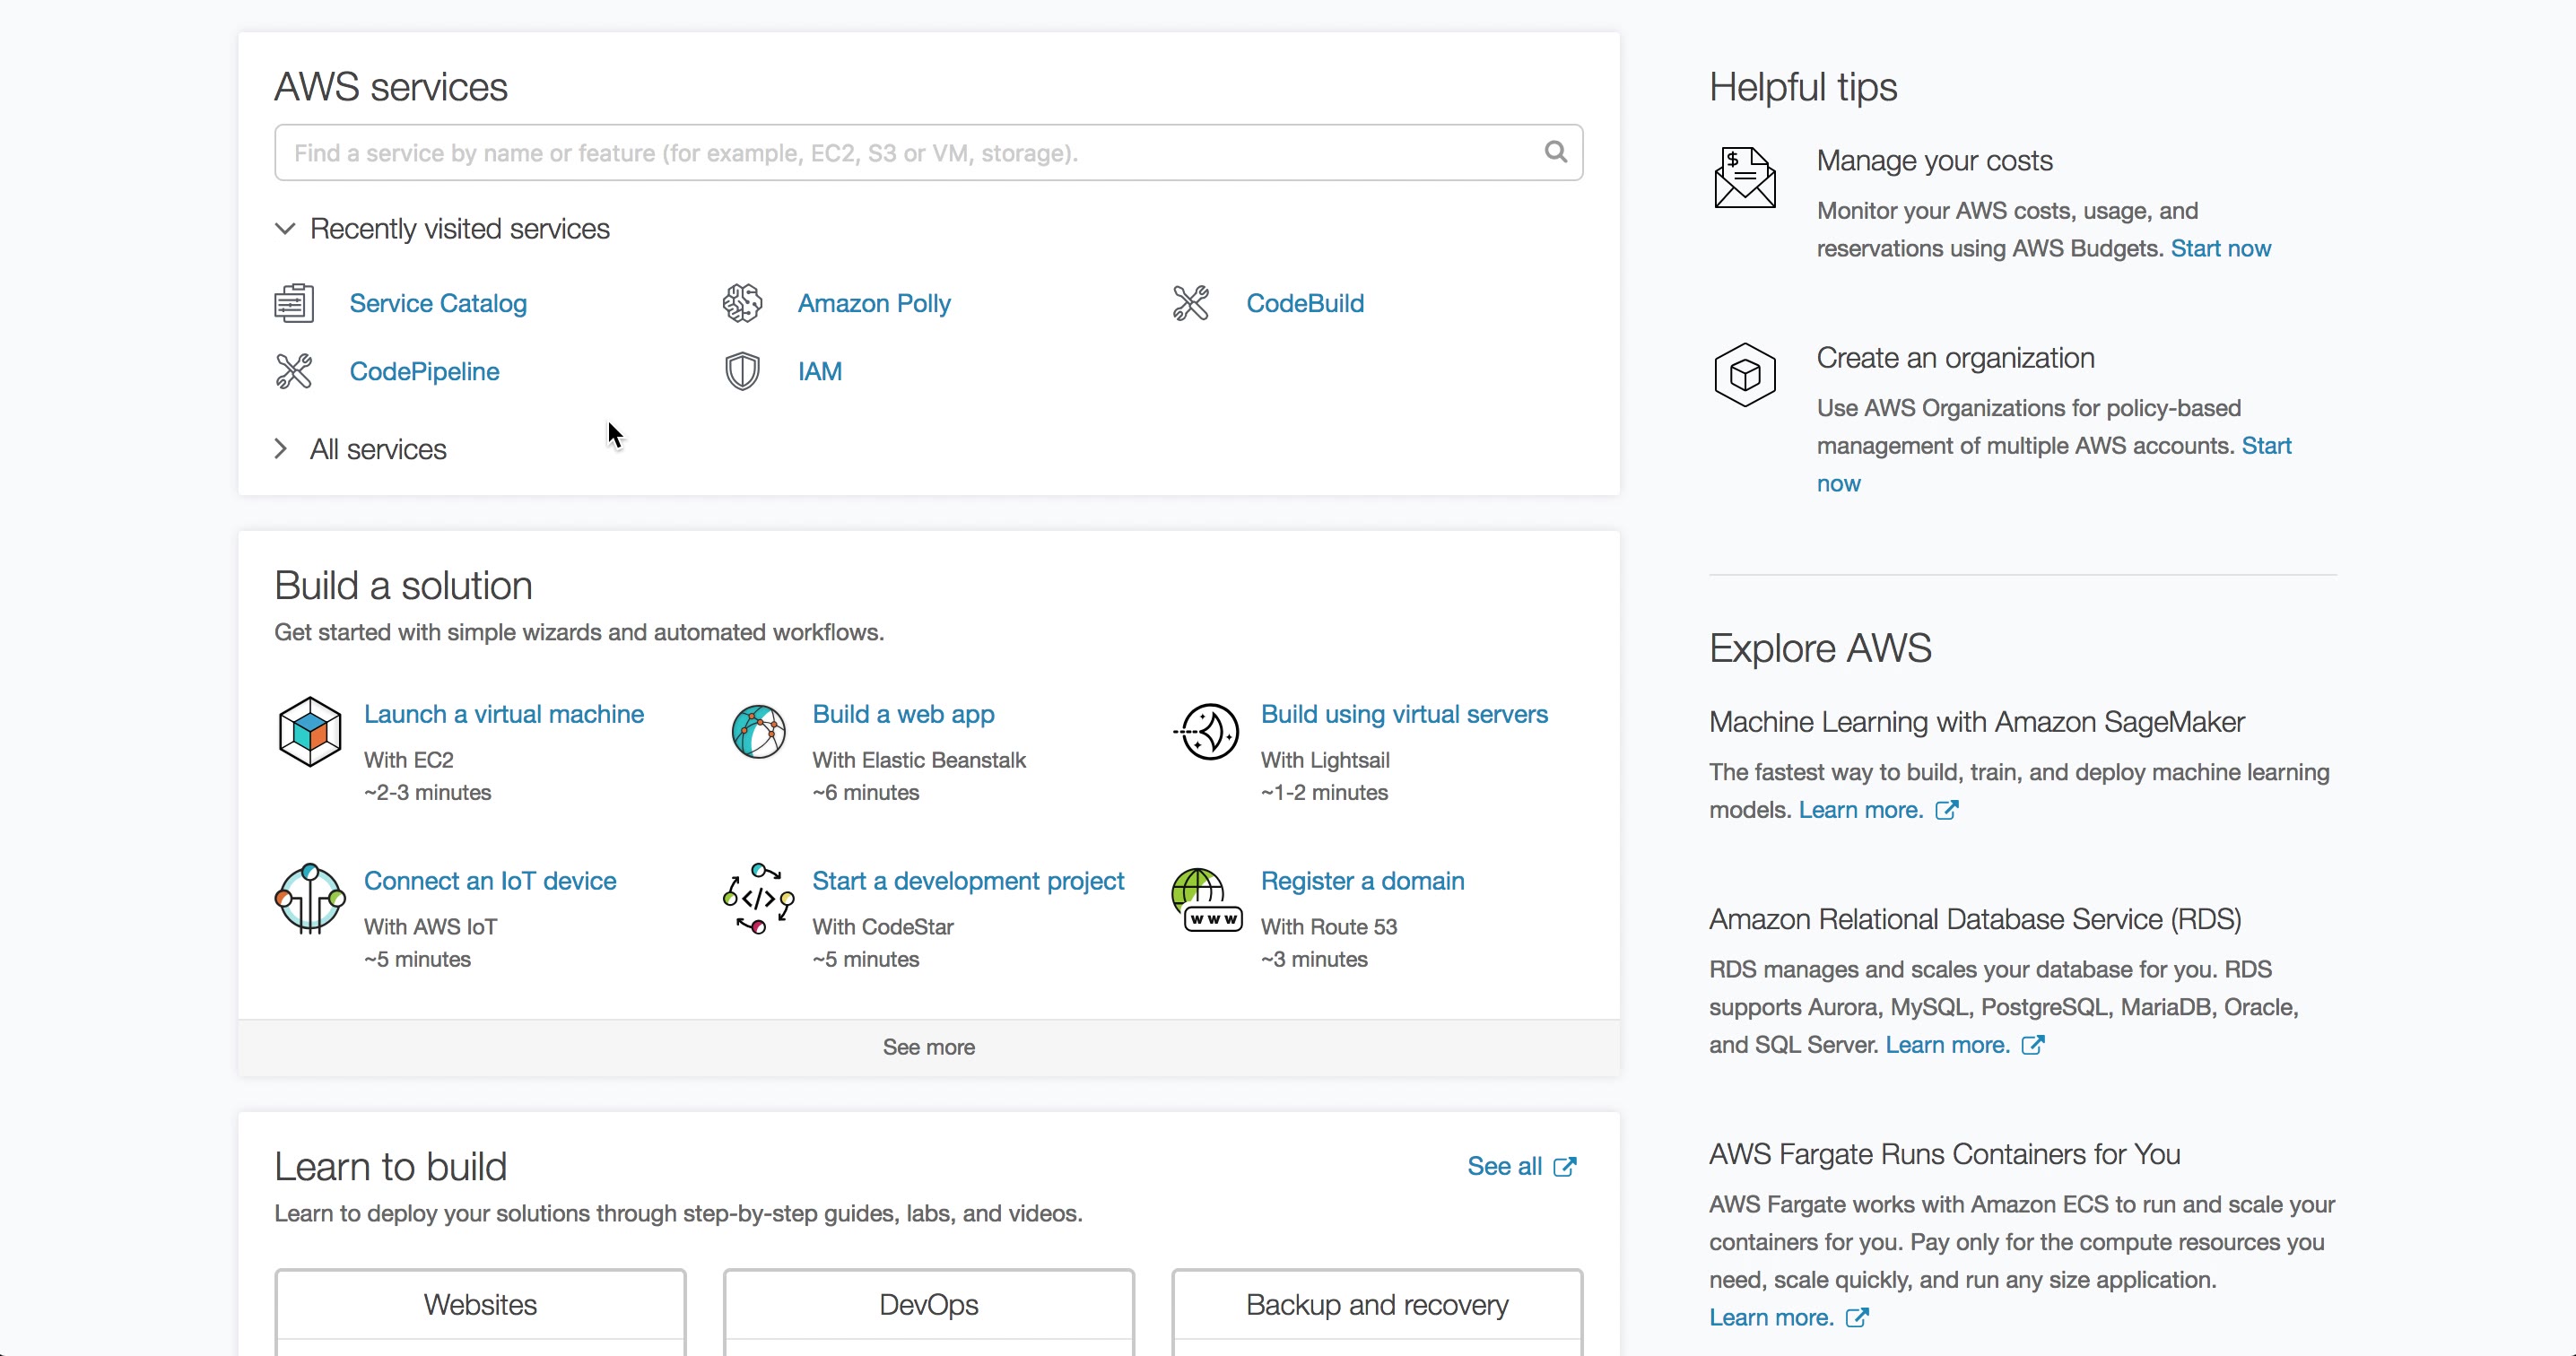 AWS services
Find a service by name or feature (for example, EC2, S3 or VM, storage).
Recently visited services
Service Catalog
Amazon Polly
CodeBuild
CodePipeline
IAM
All services
Build a solution
Get started with simple wizards and automated workflows.
Launch a virtual machine
With EC2
~2-3 minutes
Build a web app
With Elastic Beanstalk
~6 minutes
Build using virtual servers
With Lightsail
~1-2 minutes
Connect an IoT device
With AWS IoT
~5 minutes
Start a development project
With CodeStar
~5 minutes
www
Register a domain
With Route 53
~3 minutes
See more
Learn to build
See all
Learn to deploy your solutions through step-by-step guides, labs, and videos.
Websites
DevOps
Backup and recovery
Helpful tips
$
Manage your costs
Monitor your AWS costs, usage, and
reservations using AWS Budgets. Start now
Create an organization
Use AWS Organizations for policy-based
management of multiple AWS accounts. Start
now
Explore AWS
Machine Learning with Amazon SageMaker
The fastest way to build, train, and deploy machine learning
models. Learn more.
Amazon Relational Database Service (RDS)
RDS manages and scales your database for you. RDS
supports Aurora, MySQL, PostgreSQL, MariaDB, Oracle,
and SQL Server. Learn more.
AWS Fargate Runs Containers for You
AWS Fargate works with Amazon ECS to run and scale your
containers for you. Pay only for the compute resources you
need, scale quickly, and run any size application.
Learn more.